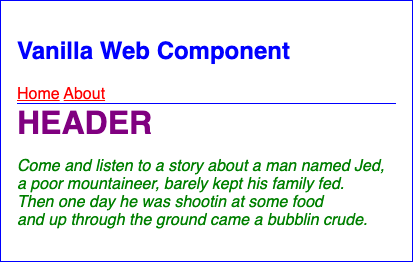 Vanilla Web Component
Home About
HEADER
Come and listen to a story about a man named Jed,
a poor mountaineer, barely kept his family fed.
Then one day he was shootin at some food
and up through the ground came a bubblin crude.